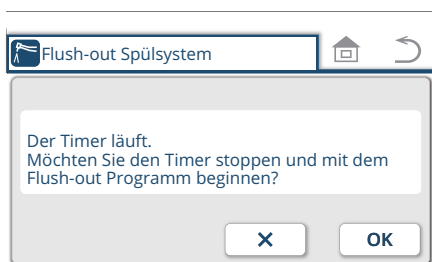 Flush-out Spülsystem
Der Timer läuft.
Möchten Sie den Timer stoppen und mit dem
Flush-out Programm beginnen?
OK